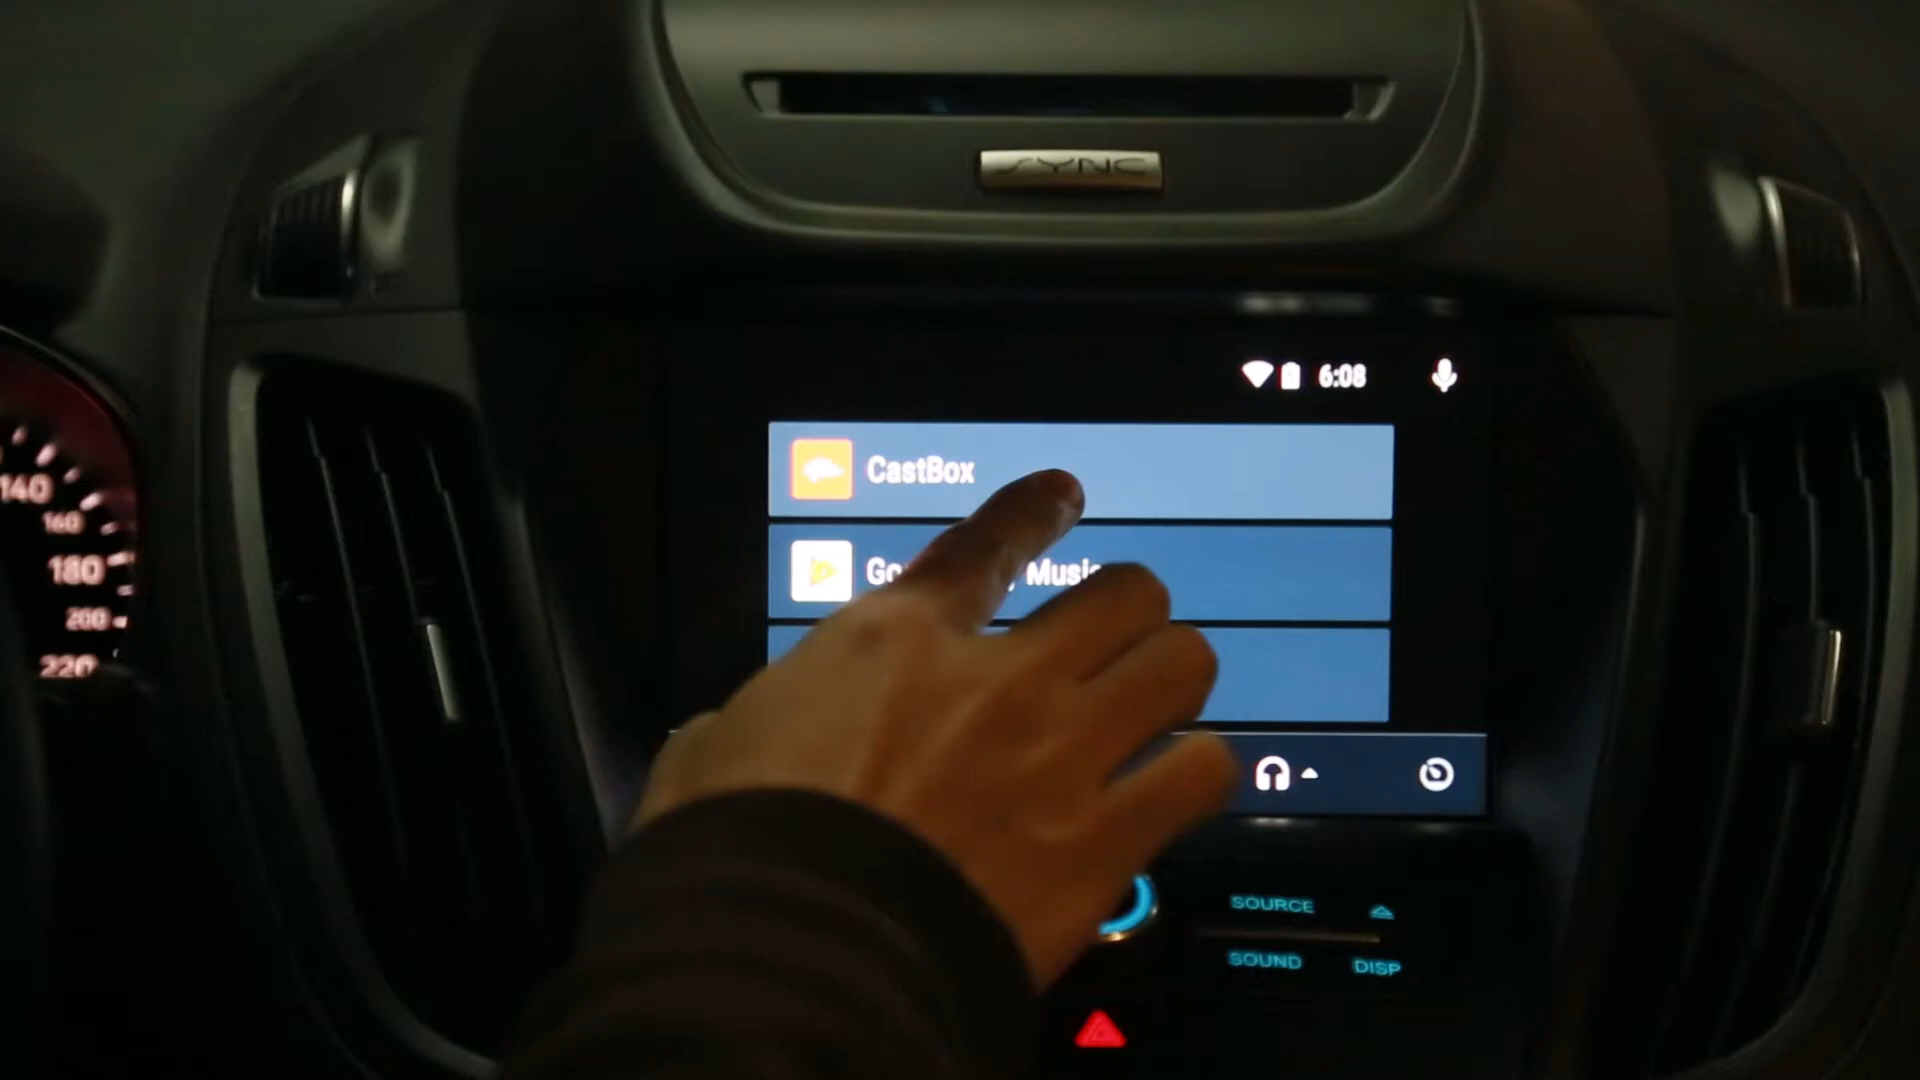 SYNC
6:08
CastBox
Music
140
160
180
200
220
SOURCE
SOUND DISP